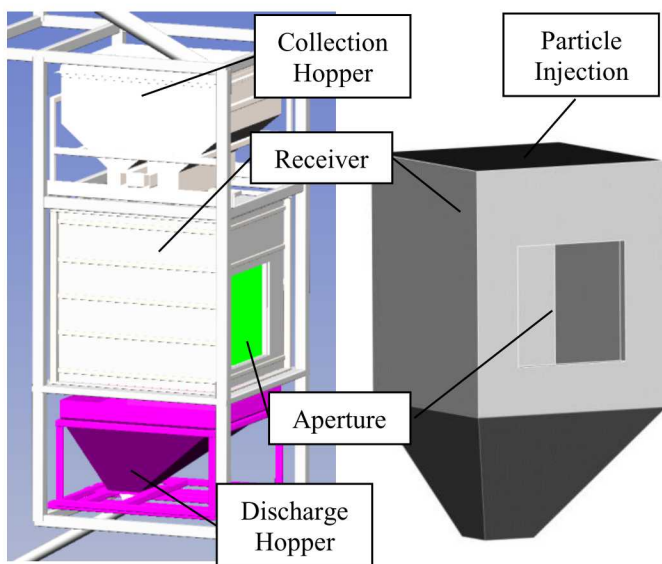 Collection
Hopper
Particle
Injection
Receiver
Aperture
Discharge
Hopper